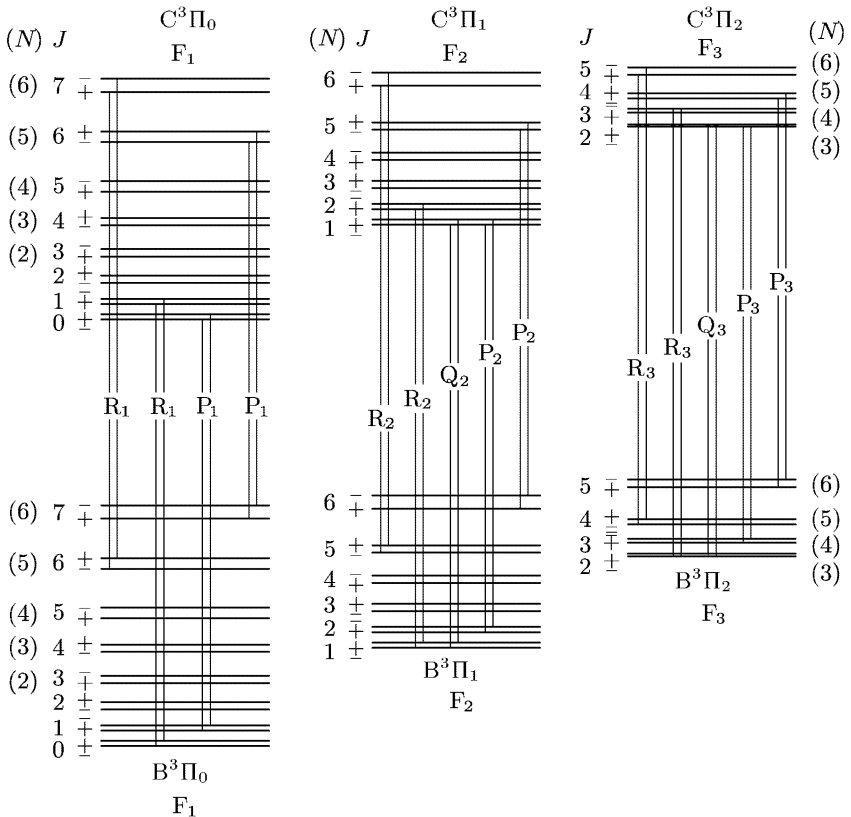 C³Π₀
F₁
(N) J
(6) 7 − +
(5) 6 + −
(4) 5 − +
(3) 4 + −
(2) 3 − +
2 + −
1 − +
0 + −
R₁ R₁ P₁ P₁
(6) 7 − +
(5) 6 + −
(4) 5 − +
(3) 4 + −
(2) 3 − +
2 + −
1 − +
0 + −
B³Π₀
F₁
C³Π₁
F₂
(N) J
6 − +
5 + −
4 − +
3 + −
2 − +
1 + −
R₂ R₂ Q₂ P₂ P₂
6 − +
5 + −
4 − +
3 + −
2 − +
1 + −
B³Π₁
F₂
C³Π₂
F₃
J (N)
5 − + (6)
4 + − (5)
3 − + (4)
2 + − (3)
R₃ R₃ Q₃ P₃ P₃
5 − + (6)
4 + − (5)
3 − + (4)
2 + − (3)
B³Π₂
F₃